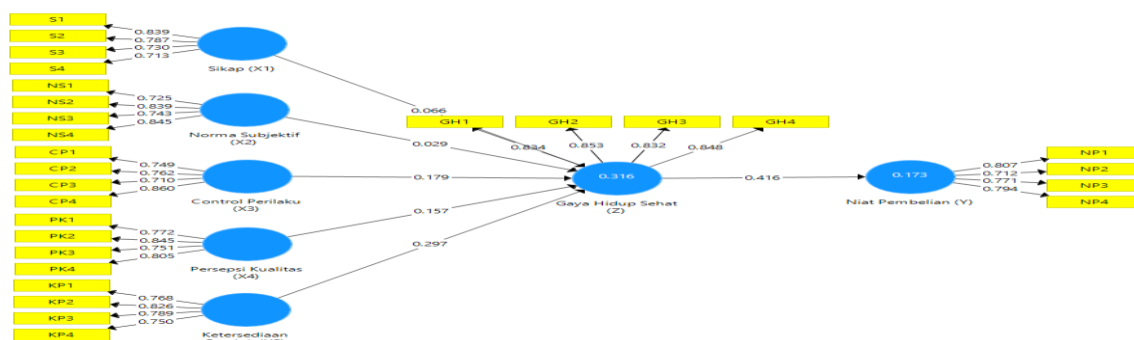 S1
S2
S3
S4
0.839
0.787
0.730
0.713
Sikap (X1)
NS1
NS2
NS3
NS4
0.725
0.839
0.743
0.845
Norma Subjektif
(X2)
CP1
CP2
CP3
CP4
0.749
0.762
0.710
0.860
Control Perilaku
(X3)
PK1
PK2
PK3
PK4
0.772
0.845
0.751
0.805
Persepsi Kualitas
(X4)
KP1
KP2
KP3
KP4
0.768
0.826
0.789
0.750
Ketersediaan
0.066
0.029
0.179
0.157
0.297
GH1
GH2
GH3
GH4
0.834
0.853
0.832
0.848
0.316
Gaya Hidup Sehat
(Z)
0.416
0.173
Niat Pembelian (Y)
0.807
0.712
0.771
0.794
NP1
NP2
NP3
NP4